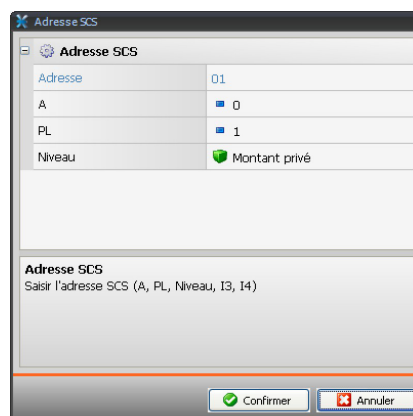 Adresse SCS
Adresse SCS
Adresse 01
A 0
PL 1
Niveau Montant privé
Adresse SCS
Saisir l'adresse SCS (A, PL, Niveau, I3, I4)
Confirmer Annuler